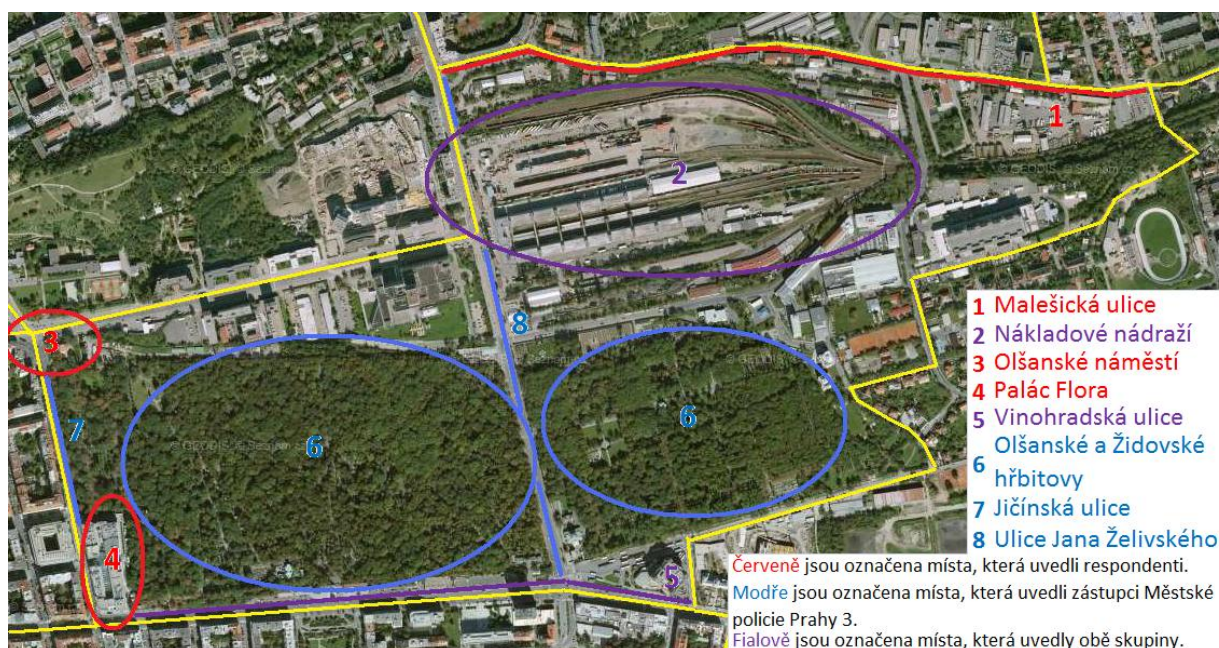 1
2
3
4
5
6
6
7
8
1 Malešická ulice
2 Nákladové nádraží
3 Olšanské náměstí
4 Palác Flora
5 Vinohradská ulice
6 Olšanské a Židovské
hřbitovy
7 Jičínská ulice
8 Ulice Jana Želivského
Červeně jsou označena místa, která uvedli respondenti.
Modře jsou označena místa, která uvedli zástupci Městské
policie Prahy 3.
Fialově jsou označena místa, která uvedly obě skupiny.